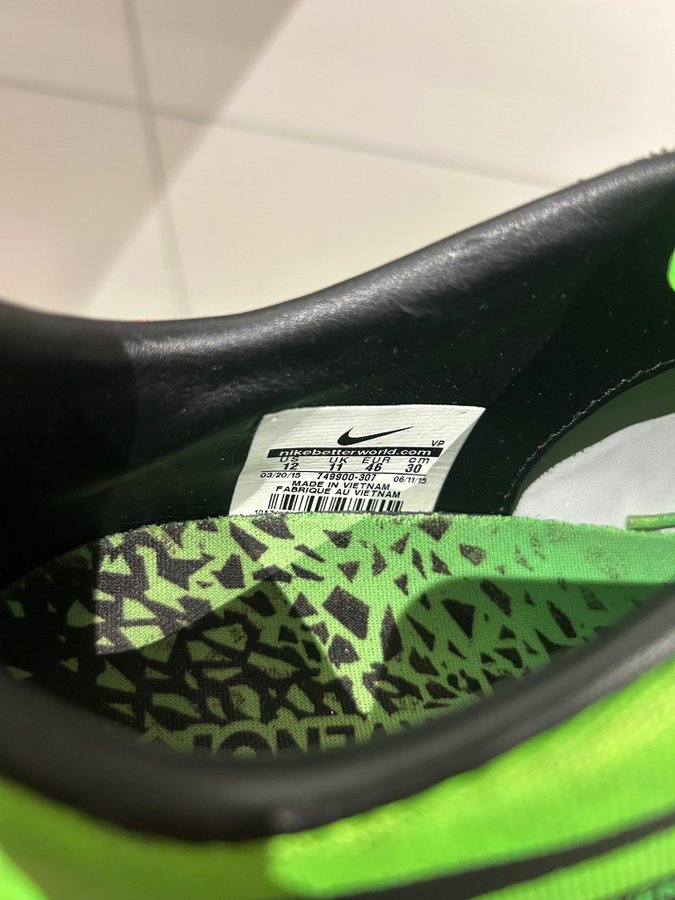 VP
nikebetterworld.com
US UK EUR cm
12 11 46 30
03/20/15 749900-307 06/11/15
MADE IN VIETNAM
FABRIQUE AU VIETNAM